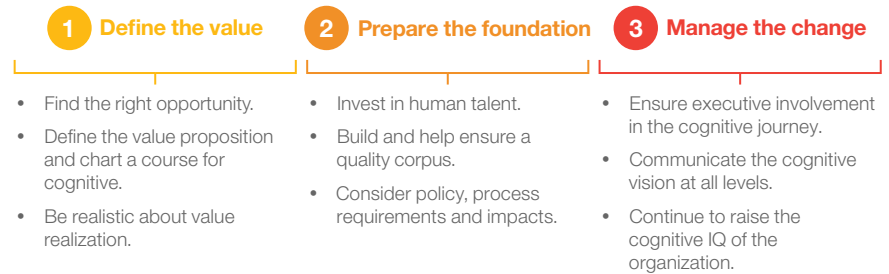 1 Define the value
• Find the right opportunity.
• Define the value proposition
and chart a course for
cognitive.
• Be realistic about value
realization.
2 Prepare the foundation
• Invest in human talent.
• Build and help ensure a
quality corpus.
• Consider policy, process
requirements and impacts.
3 Manage the change
• Ensure executive involvement
in the cognitive journey.
• Communicate the cognitive
vision at all levels.
• Continue to raise the
cognitive IQ of the
organization.